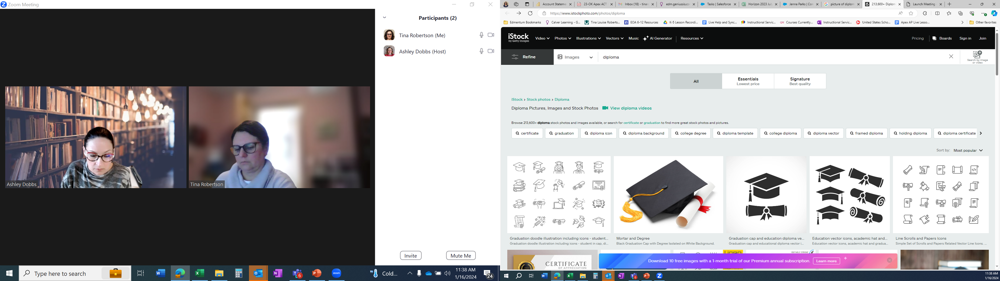 Zoom Meeting
Participants (2)
Tina Robertson (Me)
Ashley Dobbs (Host)
Ashley Dobbs
Tina Robertson
Invite
Mute Me
Type here to search
zoom
6
Cold...
11:38 AM
1/16/2024
24
Account Stateme
23-OK Apex ACT
Inbox (18) - tinaro
edm.geniussis.co
Tasks | Salesforce
Horizon 2023 July
Jenna Parks | Con
picture of diplom
213,600+ Diplom
Launch Meeting
https://www.istockphoto.com/photos/diploma
Edmentum Bookmarks
Calver Learning - G...
Tina Louise Roberts...
EOA 6-12 Resources
K-5 Lesson Recordi...
Live Help and Sync...
Instructional Servic...
Courses Currently...
Instructional Servic...
United States Scho...
Apex AP Live Lesso...
Other favorites
iStock
by Getty Images
Video
Photos
Illustrations
Vectors
Music
AI Generator
Resources
Pricing
Boards
Sign in
Join
Refine
Images
diploma
Search by image
or video
All
Essentials
Lowest price
Signature
Best quality
iStock > Stock photos > Diploma
Diploma Pictures, Images and Stock Photos
View diploma videos
Browse 213,600+ diploma stock photos and images available, or search for certificate or graduation to find more great stock photos and pictures.
certificate
graduation
diploma icon
diploma background
college degree
diploma template
college diploma
diploma vector
framed diploma
holding diploma
diploma certificate
Sort by: Most popular
Graduation doodle illustration including icons - student...
Graduation doodle illustration including icons - student in cap, di...
Mortar and Degree
Black Graduation Cap with Degree Isolated on White Background.
Graduation cap and education diploma ve...
Graduation cap and educational diploma vector i...
Education vector icons, academic hat and...
Education vector icons, academic hat and gradua...
Line Scrolls and Papers Icons
Simple Set of Scrolls and Papers Related Vector Line Icons. ...
CERTIFICATE
OF APPRECIATION
EDITABLE STROKE
Download 10 free images with a 1-month trial of our Premium annual subscription.
Learn more
6
11:38 AM
1/16/2024